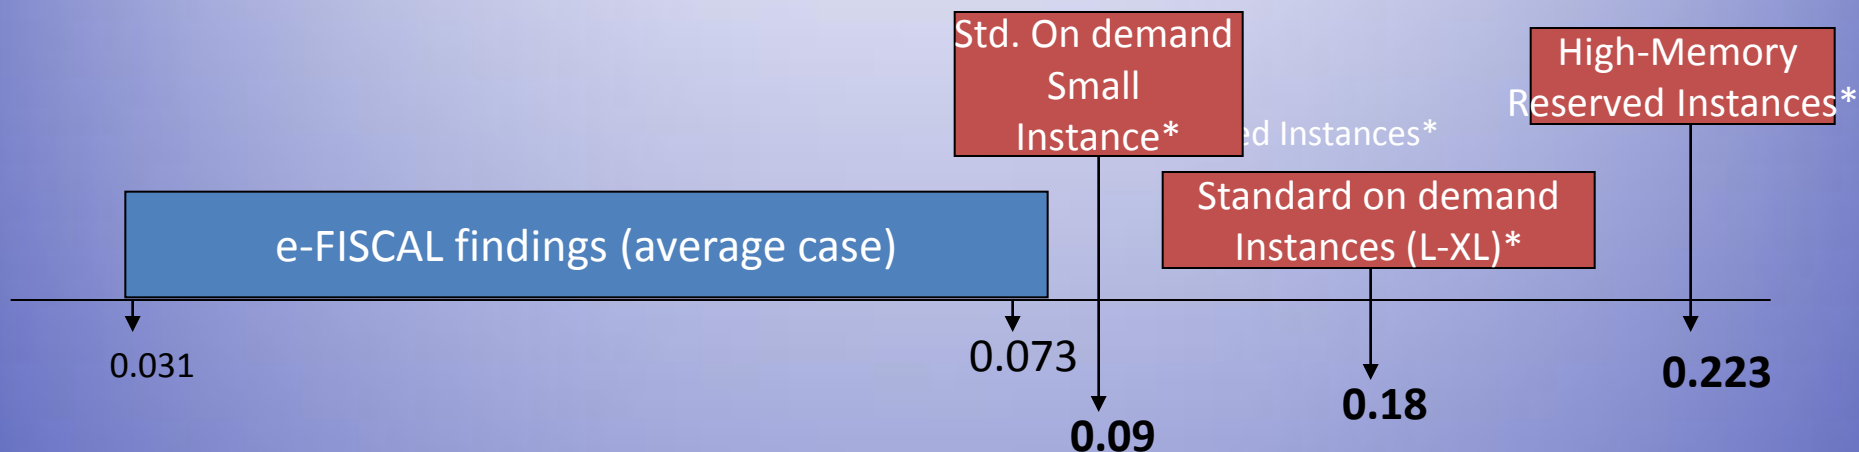 Std. On demand
Small
Instance*
High-Memory
Reserved Instances*
Instances*
Standard on demand
Instances (L-XL)*
e-FISCAL findings (average case)
0.031
0.073
0.09
0.18
0.223